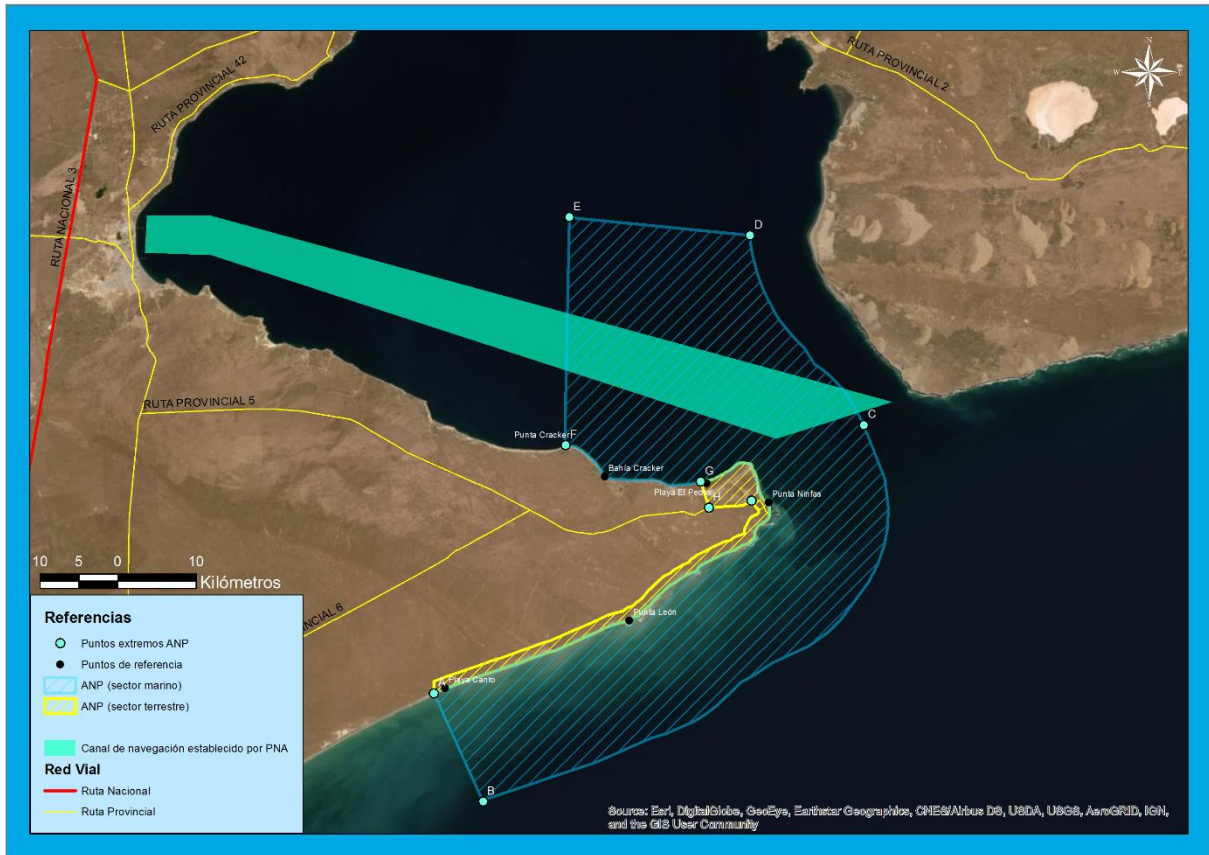 RUTA PROVINCIAL 42
RUTA PROVINCIAL 2
N
W E
S
RUTA NACIONAL 3
E
D
C
RUTA PROVINCIAL 5
Punta Cracker
F
Bahía Cracker
G
Playa El Pedral
H
Punta Ninfas
10 5 0 10
Kilómetros
Punta León
A
Playa Canto
B
Referencias
Puntos extremos ANP
Puntos de referencia
ANP (sector marino)
ANP (sector terrestre)
Canal de navegación establecido por PNA
Red Vial
Ruta Nacional
Ruta Provincial
Source: Esri, DigitalGlobe, GeoEye, Earthstar Geographics, CNES/Airbus DS, USDA, USGS, AeroGRID, IGN,
and the GIS User Community